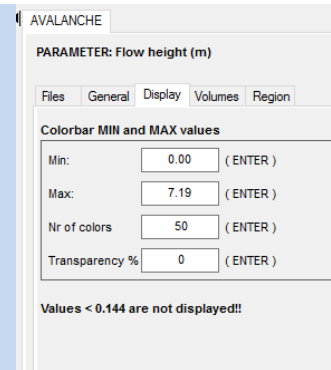 AVALANCHE
PARAMETER: Flow height (m)
Files General Display Volumes Region
Colorbar MIN and MAX values
Min: 0.00 ( ENTER )
Max: 7.19 ( ENTER )
Nr of colors 50 ( ENTER )
Transparency % 0 ( ENTER )
Values < 0.144 are not displayed!!